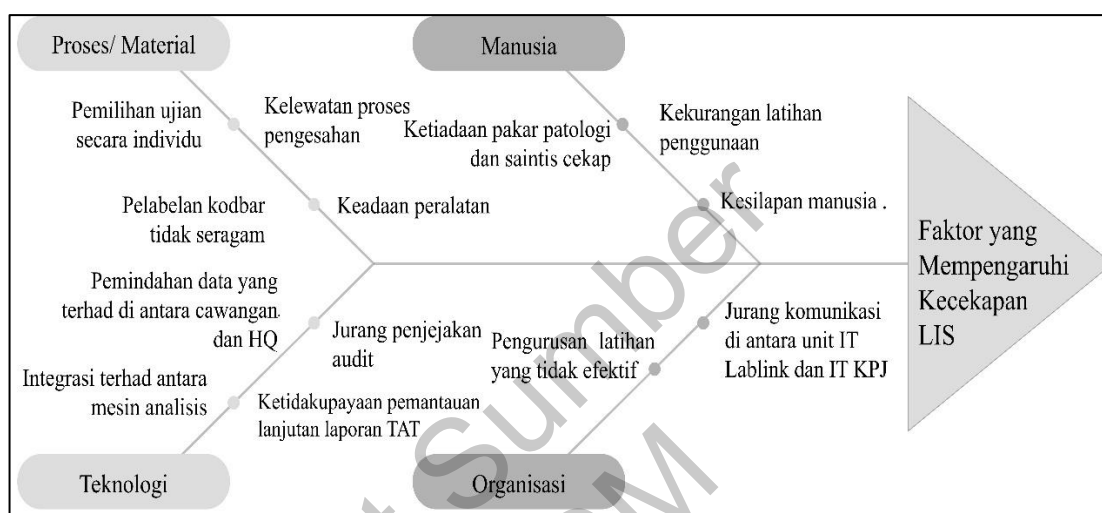 Proses/ Material
Manusia
Pemilihan ujian
secara individu
Kelewatan proses
pengesahan
Pelabelan kodbar
tidak seragam
Keadaan peralatan
Ketiadaan pakar patologi
dan saintis cekap
Kekurangan latihan
penggunaan
Kesilapan manusia .
Faktor yang
Mempengaruhi
Kecekapan
LIS
Pemindahan data yang
terhad di antara cawangan
dan HQ
Jurang penjejakan
audit
Integrasi terhad antara
mesin analisis
Ketidakupayaan pemantauan
lanjutan laporan TAT
Pengurusan latihan
yang tidak efektif
Jurang komunikasi
di antara unit IT
Lablink dan IT KPJ
Teknologi
Organisasi
t Sumber